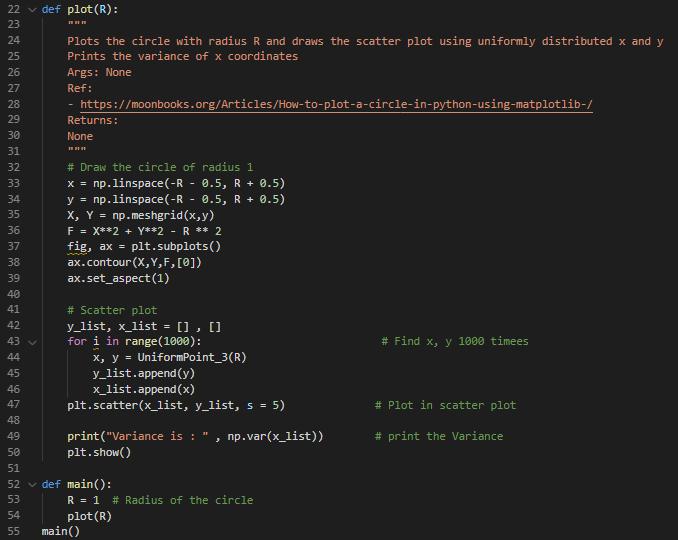 22 def plot(R):
23 """
24 Plots the circle with radius R and draws the scatter plot using uniformly distributed x and y
25 Prints the variance of x coordinates
26 Args: None
27 Ref:
28 - https://moonbooks.org/Articles/How-to-plot-a-circle-in-python-using-matplotlib-/
29 Returns:
30 None
31 """
32 # Draw the circle of radius 1
33 x = np.linspace(-R - 0.5, R + 0.5)
34 y = np.linspace(-R - 0.5, R + 0.5)
35 X, Y = np.meshgrid(x,y)
36 F = X**2 + Y**2 - R ** 2
37 fig, ax = plt.subplots()
38 ax.contour(X,Y,F,[0])
39 ax.set_aspect(1)
40
41 # Scatter plot
42 y_list, x_list = [] , []
43 for i in range(1000): # Find x, y 1000 timees
44 x, y = UniformPoint_3(R)
45 y_list.append(y)
46 x_list.append(x)
47 plt.scatter(x_list, y_list, s = 5) # Plot in scatter plot
48
49 print("Variance is : " , np.var(x_list)) # print the Variance
50 plt.show()
51
52 def main():
53 R = 1 # Radius of the circle
54 plot(R)
55 main()